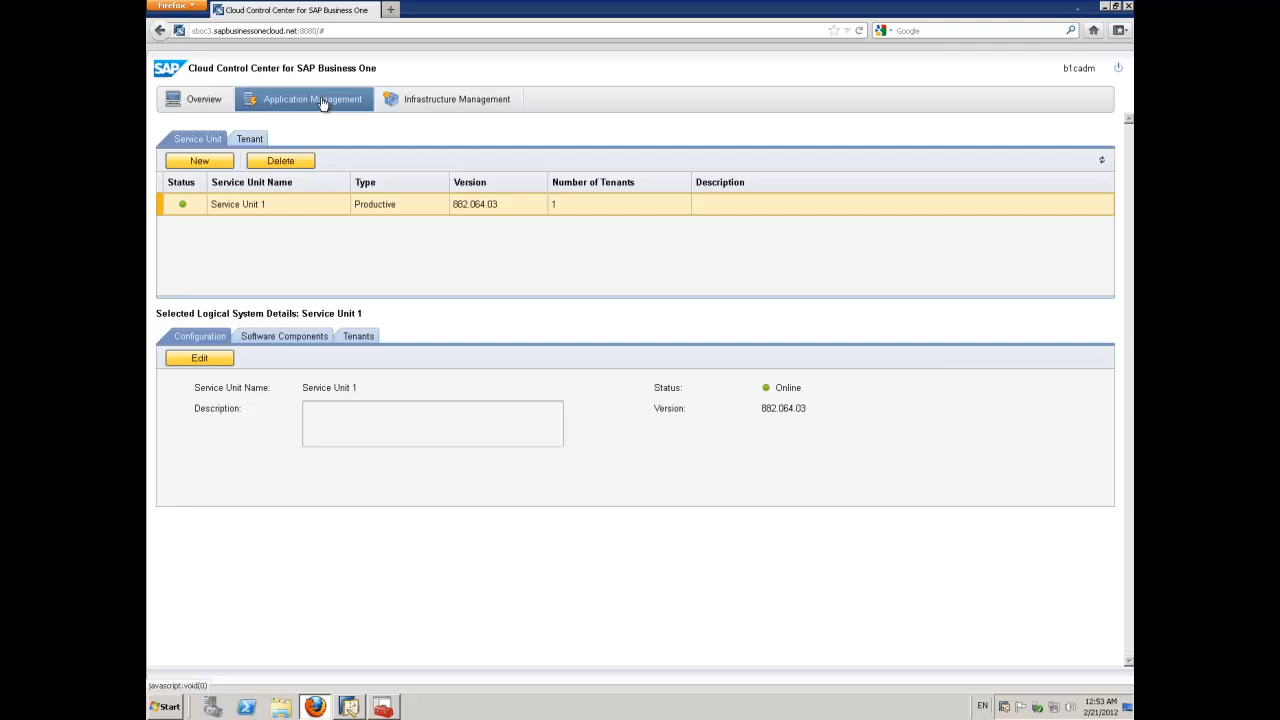 Firefox
Cloud Control Center for SAP Business One
sboc3.sapbusinessonecloud.net:8080/#
Google
SAP Cloud Control Center for SAP Business One
b1cadm
Overview Application Management Infrastructure Management
Service Unit Tenant
New Delete
Status Service Unit Name Type Version Number of Tenants Description
Service Unit 1 Productive 882.064.03 1
Selected Logical System Details: Service Unit 1
Configuration Software Components Tenants
Edit
Service Unit Name: Service Unit 1 Status: Online
Description: Version: 882.064.03
javascript:void(0)
Start
EN
12:53 AM
2/21/2012